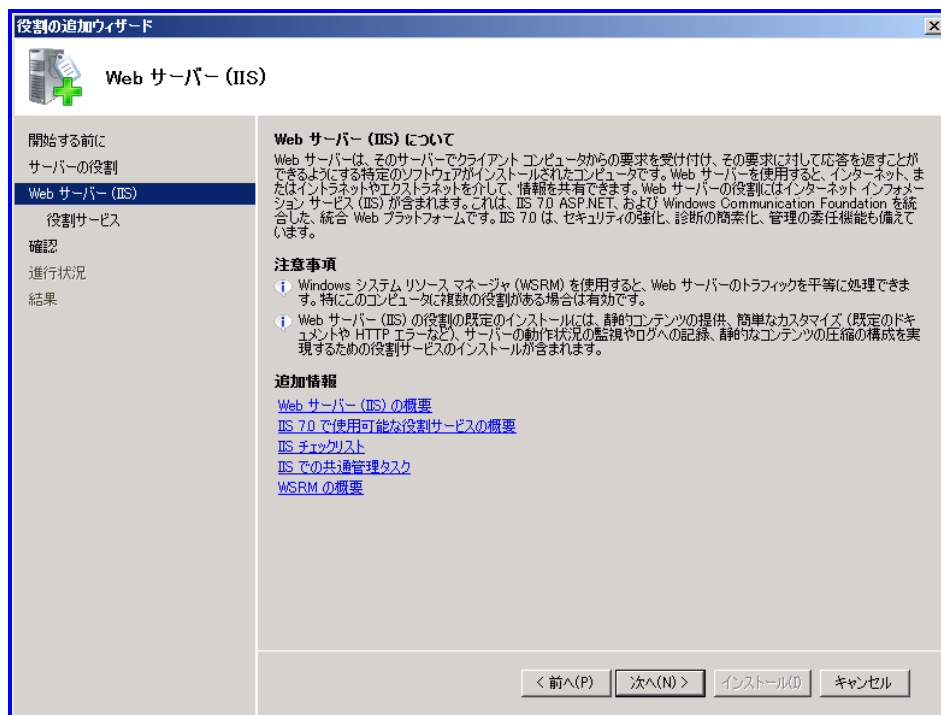 役割の追加ウィザード
Web サーバー (IIS)
開始する前に
サーバーの役割
Web サーバー (IIS)
役割サービス
確認
進行状況
結果
Web サーバー (IIS) について
Web サーバーは、そのサーバーでクライアント コンピュータからの要求を受け付け、その要求に対して応答を返すことが
できるようにする特定のソフトウェアがインストールされたコンピュータです。Web サーバーを使用すると、インターネット、ま
たはイントラネットやエクストラネットを介して、情報を共有できます。Web サーバーの役割にはインターネット インフォメー
ション サービス (IIS) が含まれます。これは、IIS 7.0 ASP.NET、および Windows Communication Foundation を統
合した、統合 Web プラットフォームです。IIS 7.0 は、セキュリティの強化、診断の簡素化、管理の委任機能も備えて
います。
注意事項
Windows システム リソース マネージャ (WSRM) を使用すると、Web サーバーのトラフィックを平等に処理できま
す。特にこのコンピュータに複数の役割がある場合は有効です。
Web サーバー (IIS) の役割の既定のインストールには、静的コンテンツの提供、簡単なカスタマイズ (既定のドキ
ュメントや HTTP エラーなど)、サーバーの動作状況の監視やログへの記録、静的なコンテンツの圧縮の構成を実
現するための役割サービスのインストールが含まれます。
追加情報
Web サーバー (IIS) の概要
IIS 7.0 で使用可能な役割サービスの概要
IIS チェックリスト
IIS での共通管理タスク
WSRM の概要
< 前へ(P) 次へ(N) > インストール(I) キャンセル